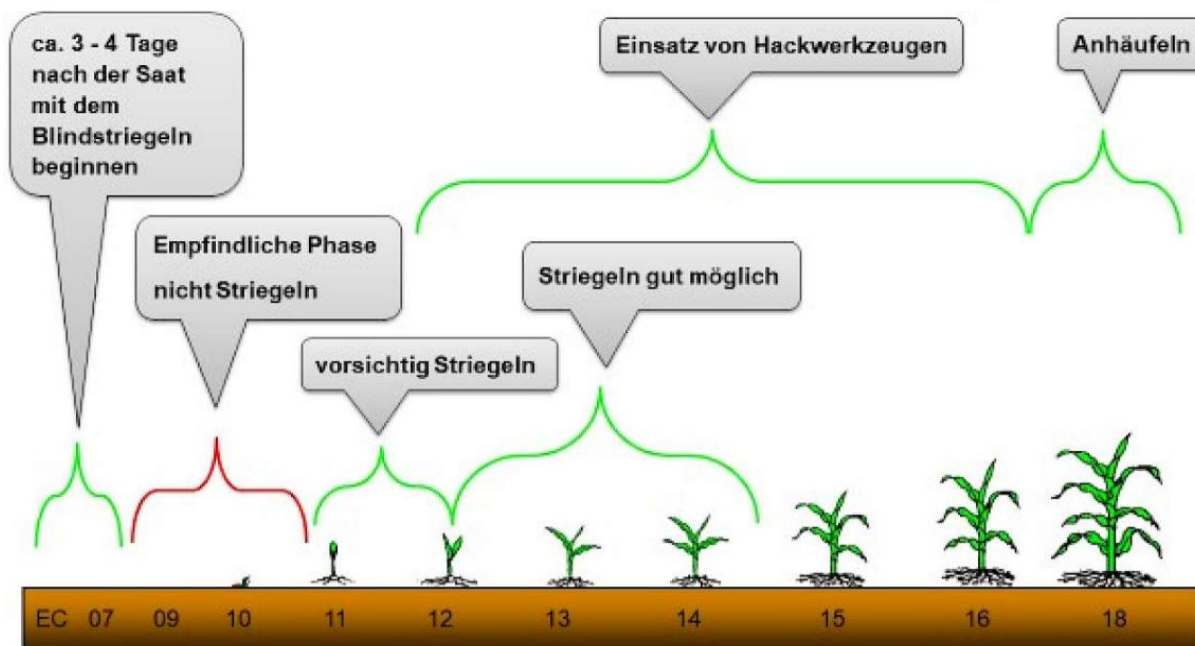 ca. 3 - 4 Tage
nach der Saat
mit dem
Blindstriegeln
beginnen
Einsatz von Hackwerkzeugen
Anhäufeln
Empfindliche Phase
nicht Striegeln
Striegeln gut möglich
vorsichtig Striegeln
EC 07 09 10 11 12 13 14 15 16 18